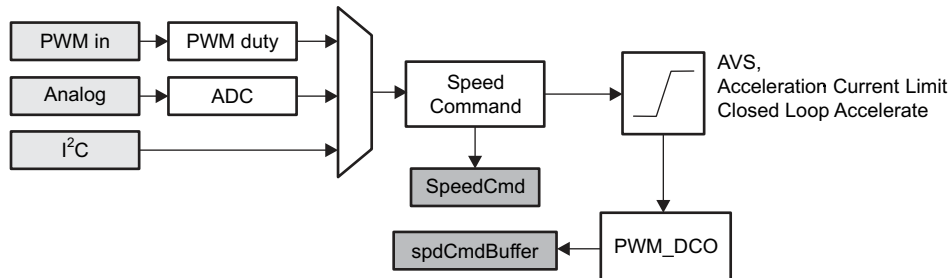 PWM in
PWM duty
Analog
ADC
I²C
Speed
Command
SpeedCmd
AVS,
Acceleration Current Limit
Closed Loop Accelerate
PWM_DCO
spdCmdBuffer